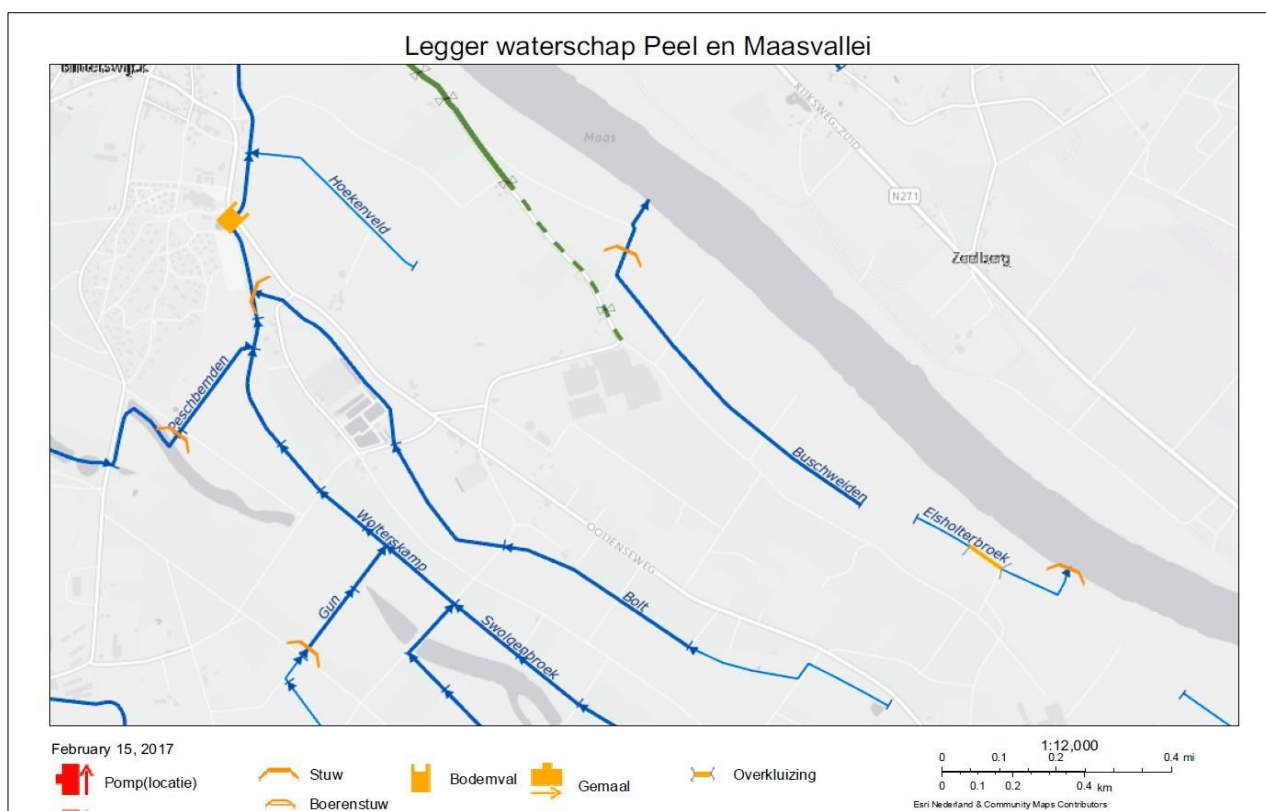 Legger waterschap Peel en Maasvallei
Maas
RIJKSWEG-ZUID
N271
Hoekenveld
Zeelberg
Peschbemden
Buschweiden
Elsholterbroek
Wolterskamp
OOIJENSEWEG
Gun
Bolt
Swolgenbroek
February 15, 2017
Pomp(locatie)
Stuw
Boerenstuw
Bodemval
Gemaal
Overkluizing
1:12,000
0 0.1 0.2 0.4 mi
0 0.1 0.2 0.4 km
Esri Nederland & Community Maps Contributors